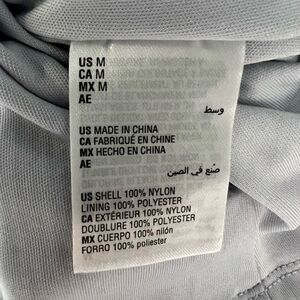 US M
CA M
MX M
AE
وسط
US MADE IN CHINA
CA FABRIQUÉ EN CHINE
MX HECHO EN CHINA
AE
صُنع في الصين
US SHELL 100% NYLON
LINING 100% POLYESTER
CA EXTÉRIEUR 100% NYLON
DOUBLURE 100% POLYESTER
MX CUERPO 100% nilón
FORRO 100% poliester